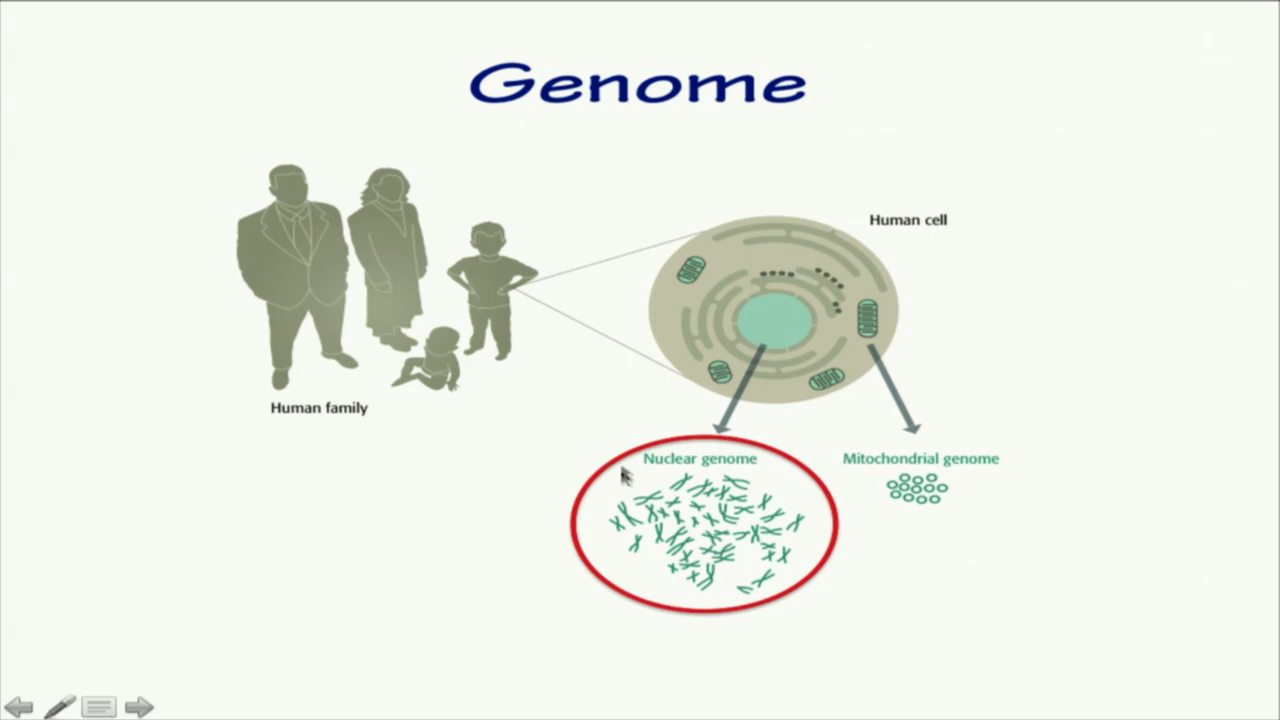 Genome
Human cell
Human family
Nuclear genome
Mitochondrial genome